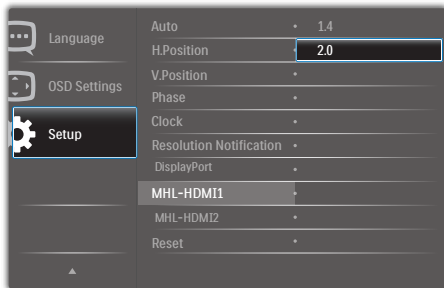 Language
OSD Settings
Setup
Auto
H.Position
V.Position
Phase
Clock
Resolution Notification
DisplayPort
MHL-HDMI1
MHL-HDMI2
Reset
1.4
2.0